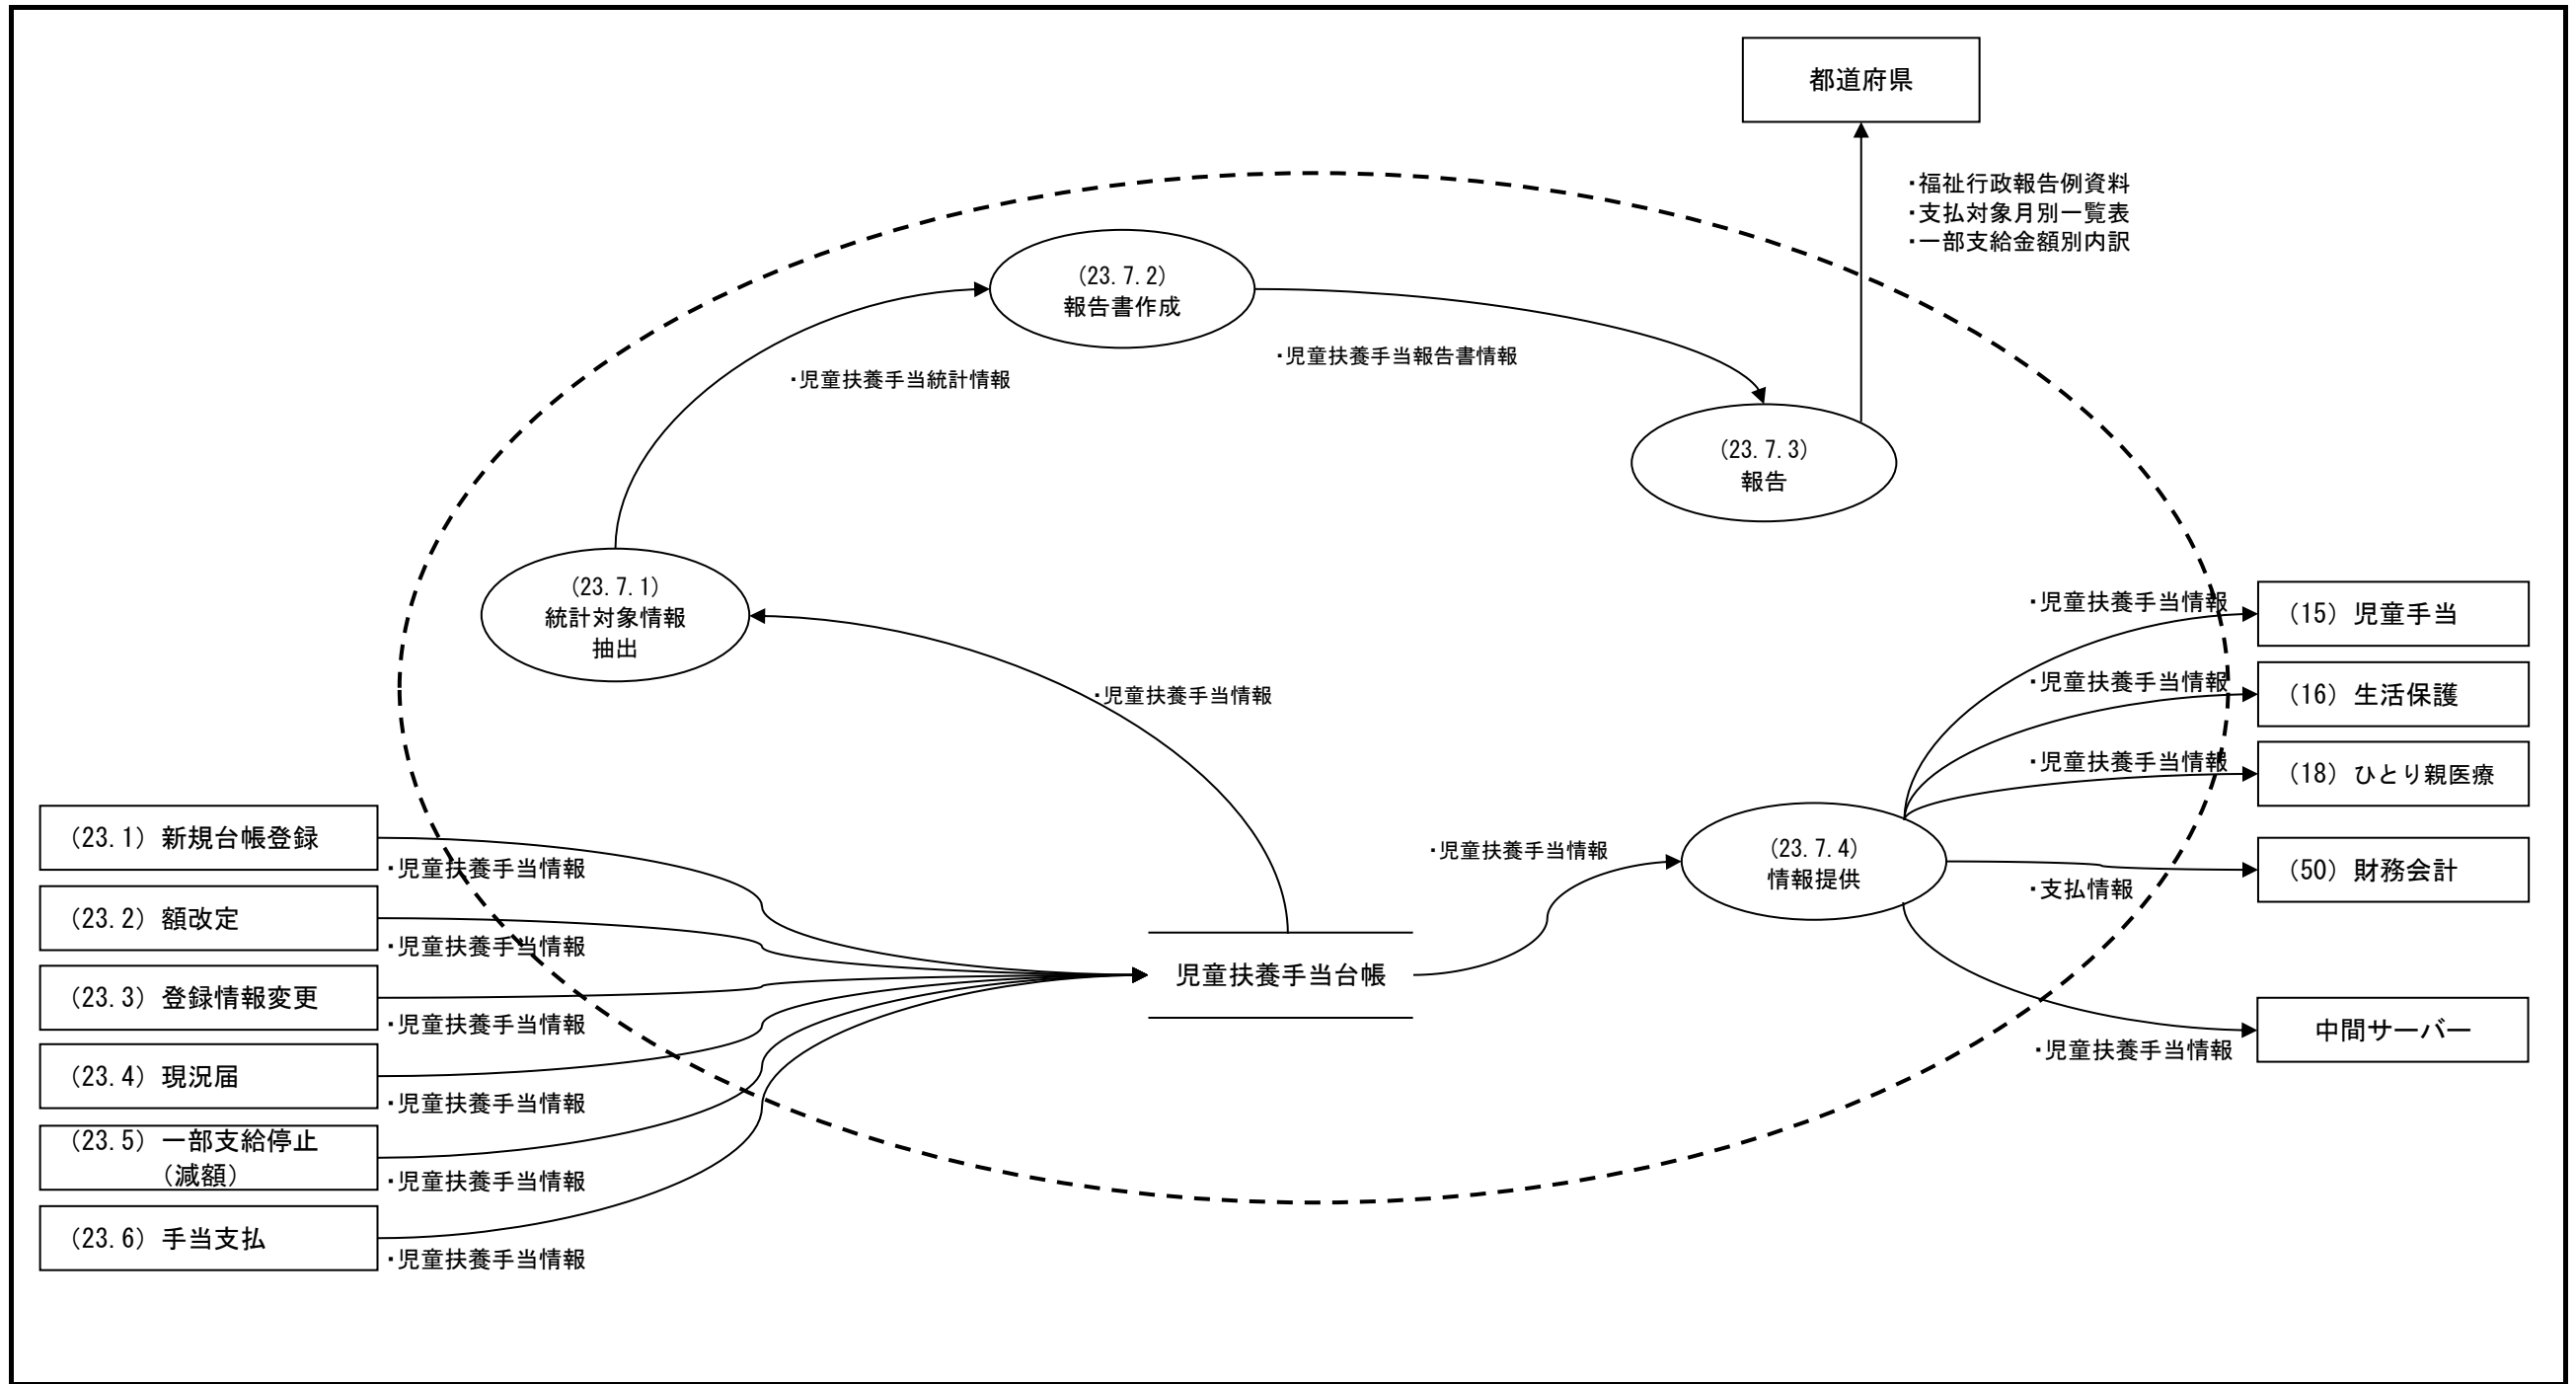 都道府県
・福祉行政報告例資料
・支払対象月別一覧表
・一部支給金額別内訳
(23.7.2)
報告書作成
・児童扶養手当報告書情報
・児童扶養手当統計情報
(23.7.3)
報告
(23.7.1)
統計対象情報
抽出
・児童扶養手当情報
・児童扶養手当情報
(15) 児童手当
・児童扶養手当情報
(16) 生活保護
・児童扶養手当情報
(18) ひとり親医療
(23.1) 新規台帳登録
・児童扶養手当情報
(23.2) 額改定
・児童扶養手当情報
(23.3) 登録情報変更
・児童扶養手当情報
(23.4) 現況届
・児童扶養手当情報
(23.5) 一部支給停止
(減額)
・児童扶養手当情報
(23.6) 手当支払
・児童扶養手当情報
児童扶養手当台帳
・児童扶養手当情報
(23.7.4)
情報提供
・支払情報
(50) 財務会計
・児童扶養手当情報
中間サーバー